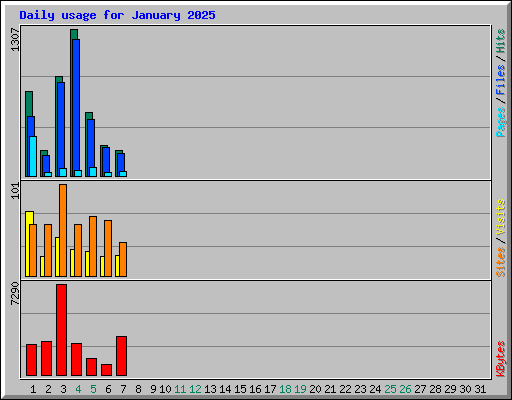 Daily usage for January 2025
1307
Pages / Files / Hits
101
Sites / Visits
7290
KBytes
1 2 3 4 5 6 7 8 9 10 11 12 13 14 15 16 17 18 19 20 21 22 23 24 25 26 27 28 29 30 31